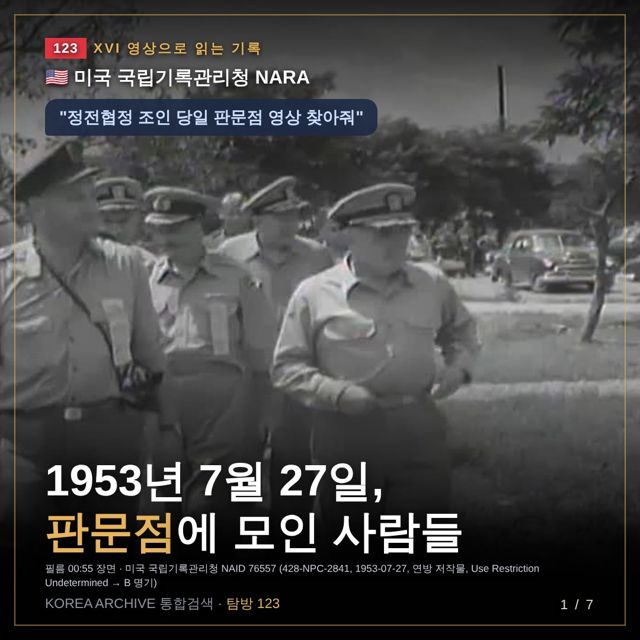 123 XVI 영상으로 읽는 기록
🇺🇸 미국 국립기록관리청 NARA
"정전협정 조인 당일 판문점 영상 찾아줘"
1953년 7월 27일,
판문점에 모인 사람들
필름 00:55 장면 · 미국 국립기록관리청 NAID 76557 (428-NPC-2841, 1953-07-27, 연방 저작물, Use Restriction
Undetermined → B 명기)
KOREA ARCHIVE 통합검색 · 탐방 123
1 / 7